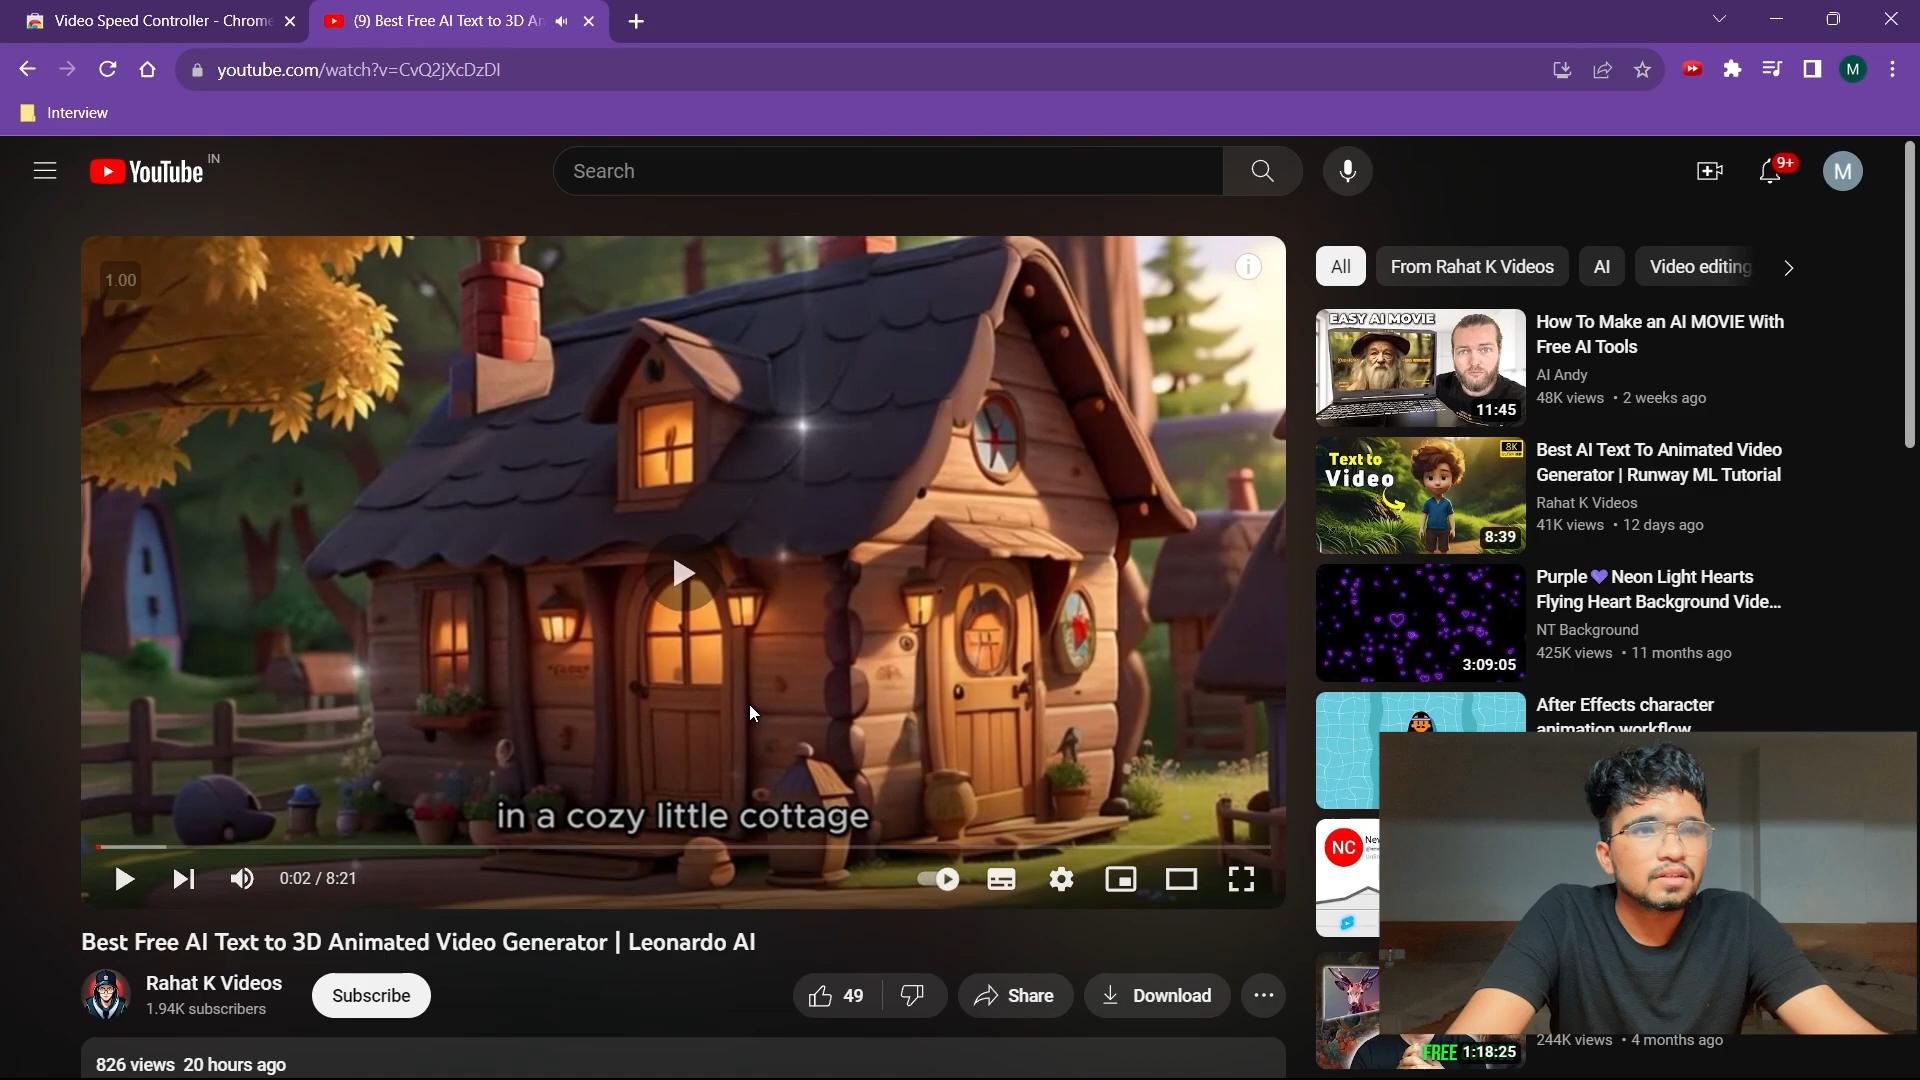 Video Speed Controller - Chrome
(9) Best Free AI Text to 3D An
youtube.com/watch?v=CvQ2jXcDzDI
M
Interview
YouTube IN
Search
9+
M
1.00
in a cozy little cottage
0:02 / 8:21
Best Free AI Text to 3D Animated Video Generator | Leonardo AI
Rahat K Videos
1.94K subscribers
Subscribe
49
Share
Download
826 views 20 hours ago
All
From Rahat K Videos
AI
Video editing
EASY AI MOVIE
11:45
How To Make an AI MOVIE With
Free AI Tools
AI Andy
48K views • 2 weeks ago
Text to
Video
8K
8:39
Best AI Text To Animated Video
Generator | Runway ML Tutorial
Rahat K Videos
41K views • 12 days ago
3:09:05
Purple 💜 Neon Light Hearts
Flying Heart Background Vide...
NT Background
425K views • 11 months ago
After Effects character
animation workflow
NC
FREE 1:18:25
244K views • 4 months ago